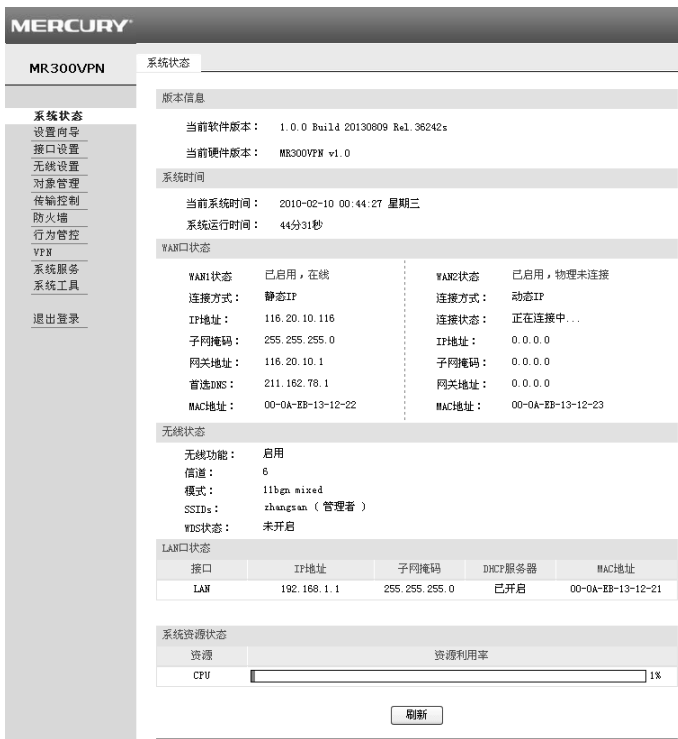 MERCURY
MR300VPN
系统状态
系统状态
设置向导
接口设置
无线设置
对象管理
传输控制
防火墙
行为管控
VPN
系统服务
系统工具
退出登录
版本信息
当前软件版本： 1.0.0 Build 20130809 Rel.36242s
当前硬件版本： MR300VPN v1.0
系统时间
当前系统时间： 2010-02-10 00:44:27 星期三
系统运行时间： 44分31秒
WAN口状态
WAN1状态 已启用，在线
连接方式： 静态IP
IP地址： 116.20.10.116
子网掩码： 255.255.255.0
网关地址： 116.20.10.1
首选DNS： 211.162.78.1
MAC地址： 00-0A-EB-13-12-22
WAN2状态 已启用，物理未连接
连接方式： 动态IP
连接状态： 正在连接中...
IP地址： 0.0.0.0
子网掩码： 0.0.0.0
网关地址： 0.0.0.0
MAC地址： 00-0A-EB-13-12-23
无线状态
无线功能： 启用
信道： 6
模式： 11bgn mixed
SSIDs： zhangsan （ 管理者 ）
WDS状态： 未开启
LAN口状态
接口 IP地址 子网掩码 DHCP服务器 MAC地址
LAN 192.168.1.1 255.255.255.0 已开启 00-0A-EB-13-12-21
系统资源状态
资源 资源利用率
CPU 1%
刷新